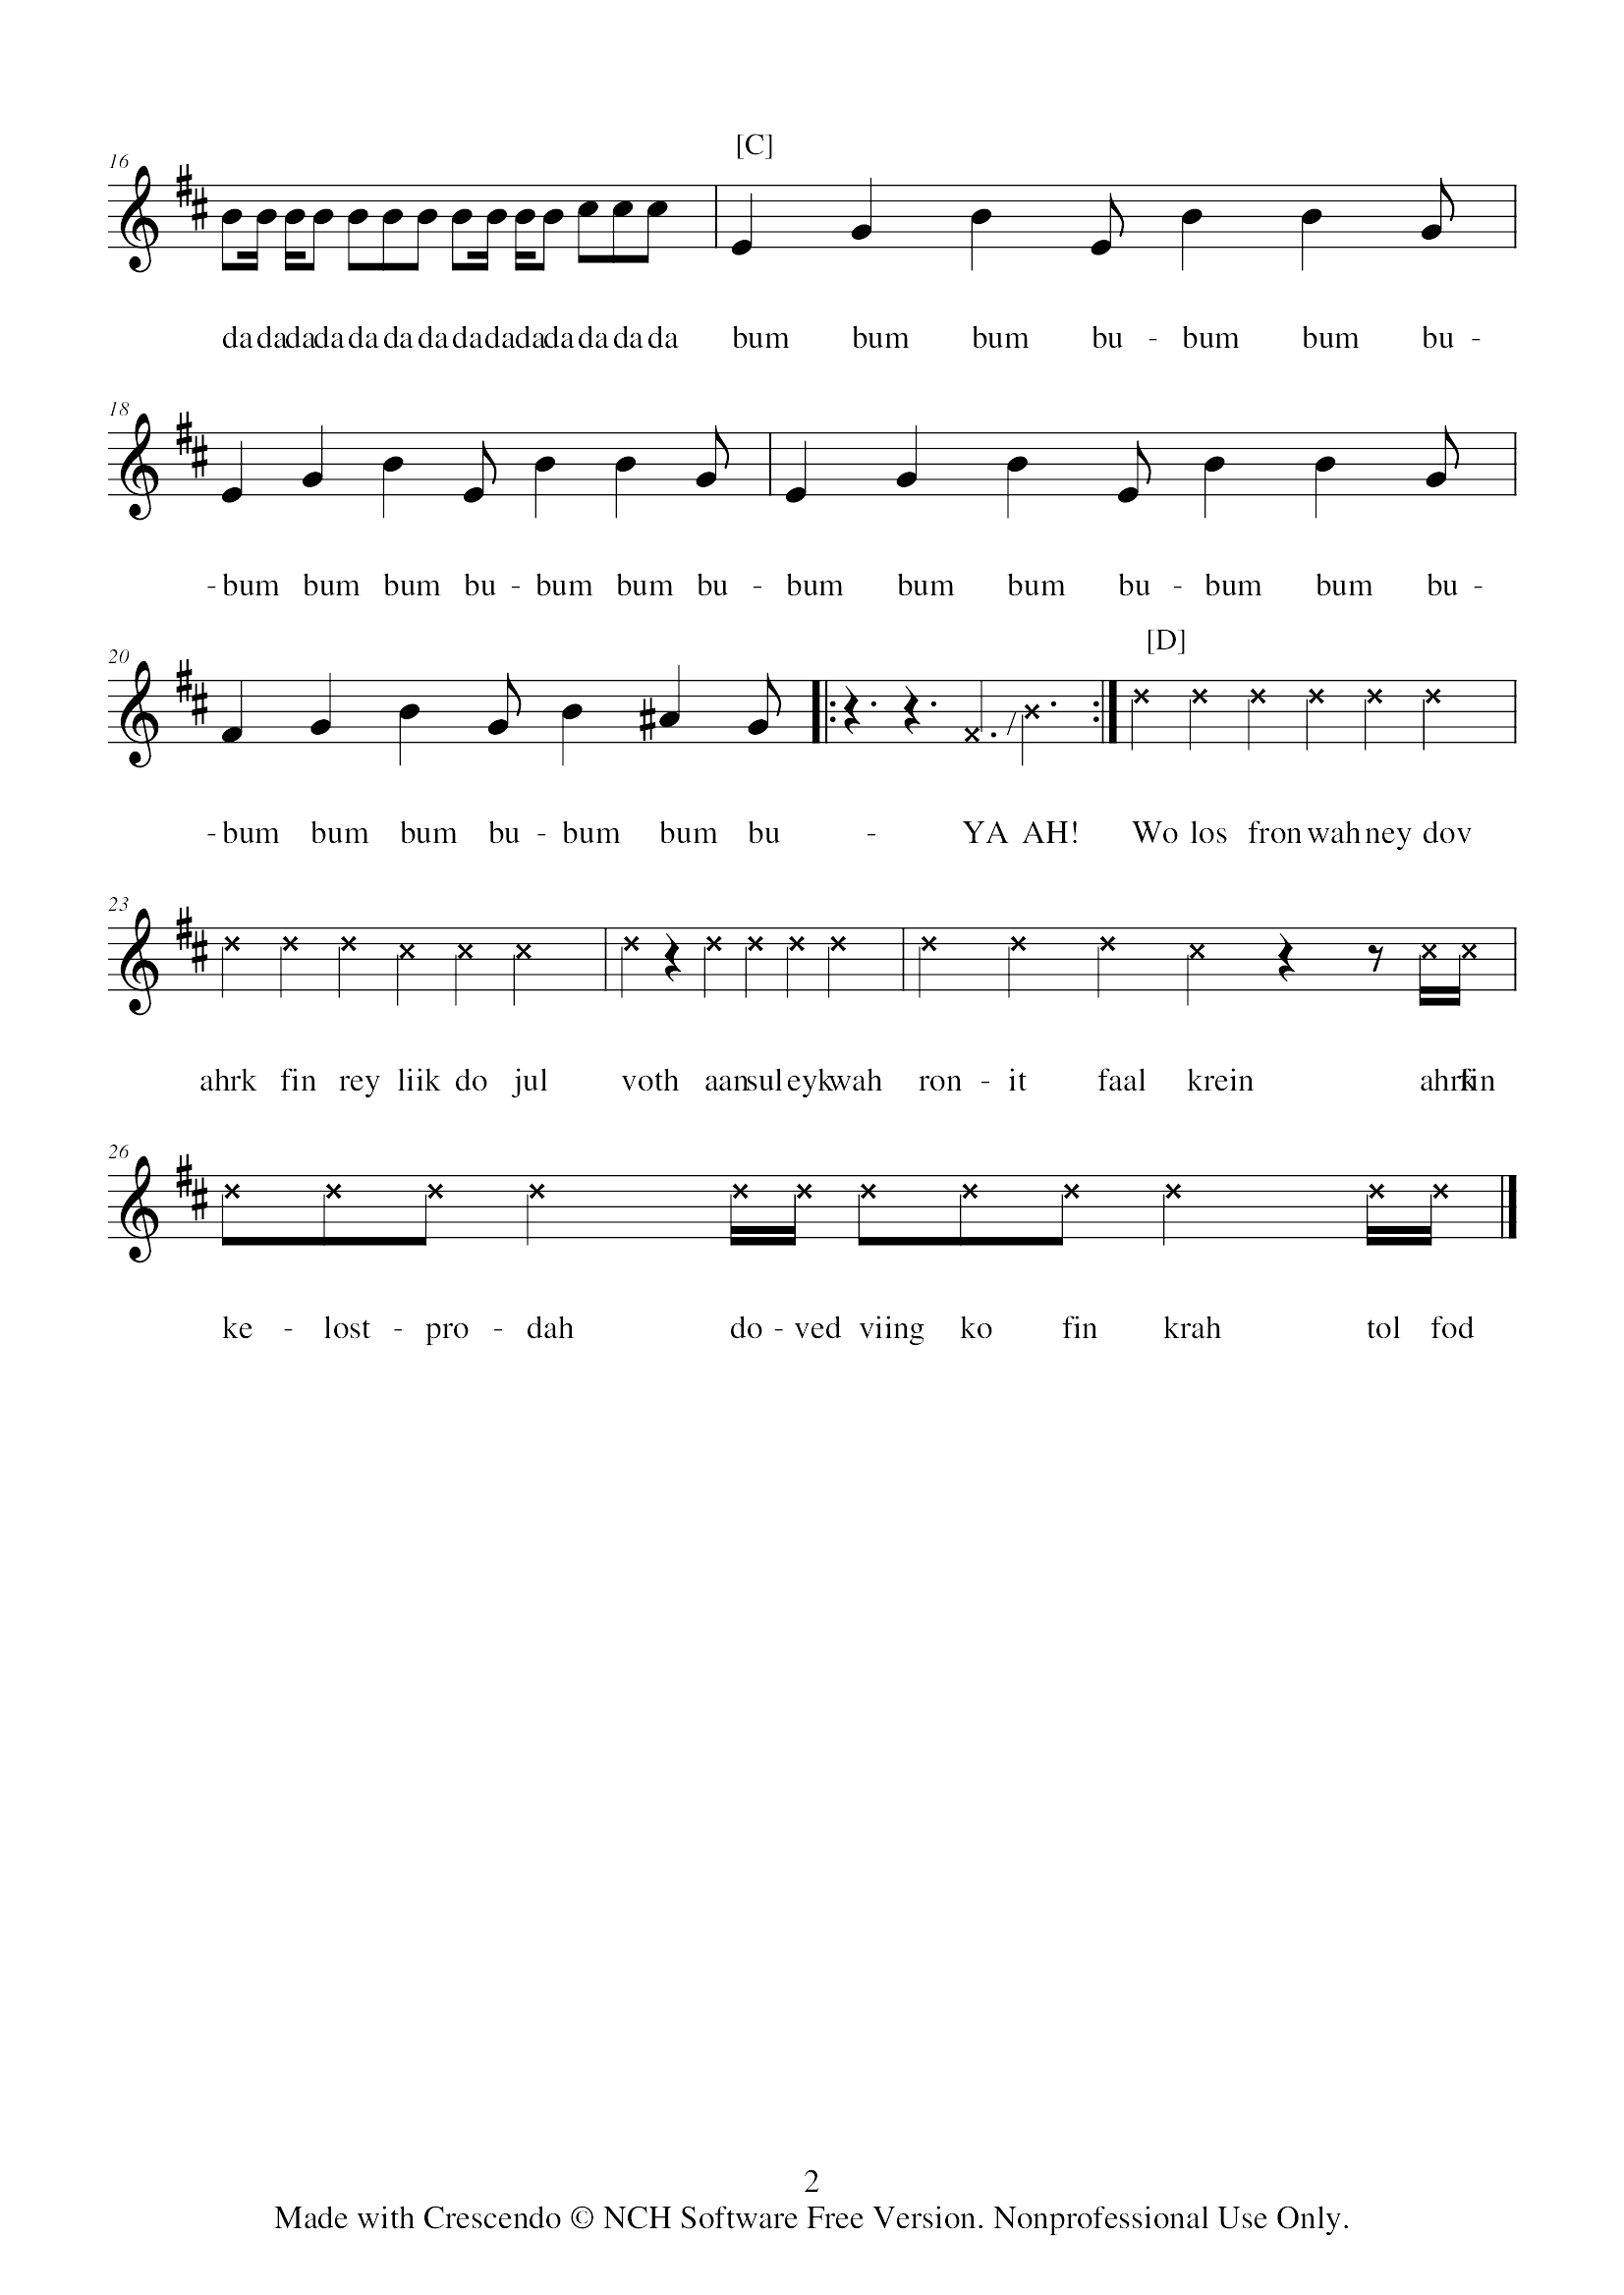 [C]
16
da da da da da da da da da da da da da da bum bum bum bu - bum bum bu -
18
- bum bum bum bu - bum bum bu - bum bum bum bu - bum bum bu -
[D]
20
- bum bum bum bu - bum bum bu - YA AH! Wo los fron wah ney dov
23
ahrk fin rey liik do jul voth aan sul eyk wah ron - it faal krein ahrk fin
26
ke - lost - pro - dah do - ved viing ko fin krah tol fod
2
Made with Crescendo © NCH Software Free Version. Nonprofessional Use Only.